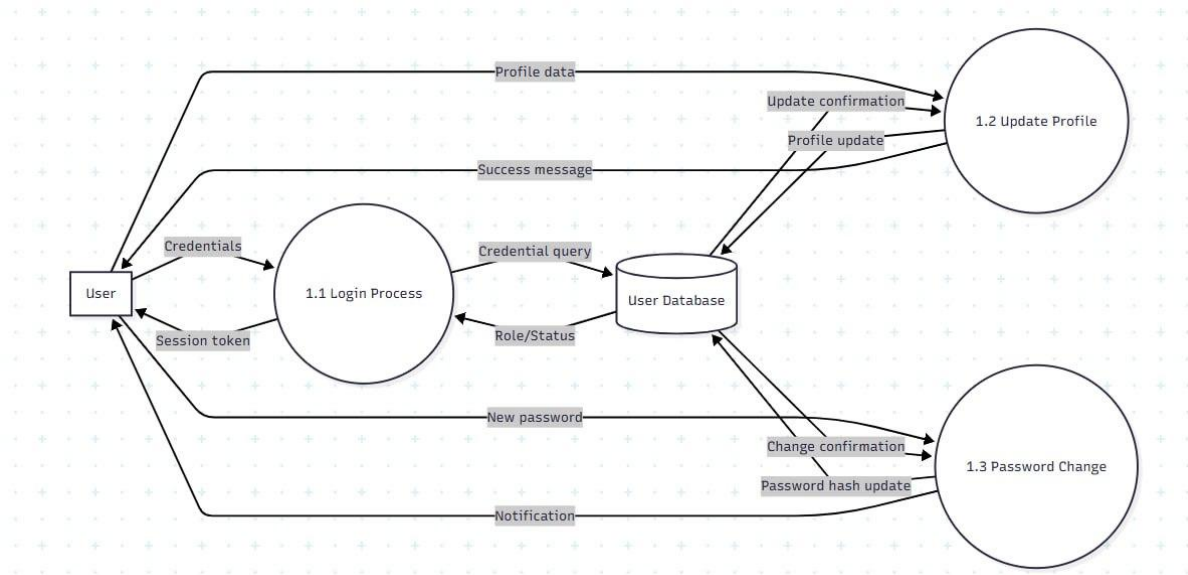 Profile data
Update confirmation
1.2 Update Profile
Profile update
Success message
Credentials
Credential query
User
1.1 Login Process
User Database
Session token
Role/Status
New password
Change confirmation
1.3 Password Change
Password hash update
Notification